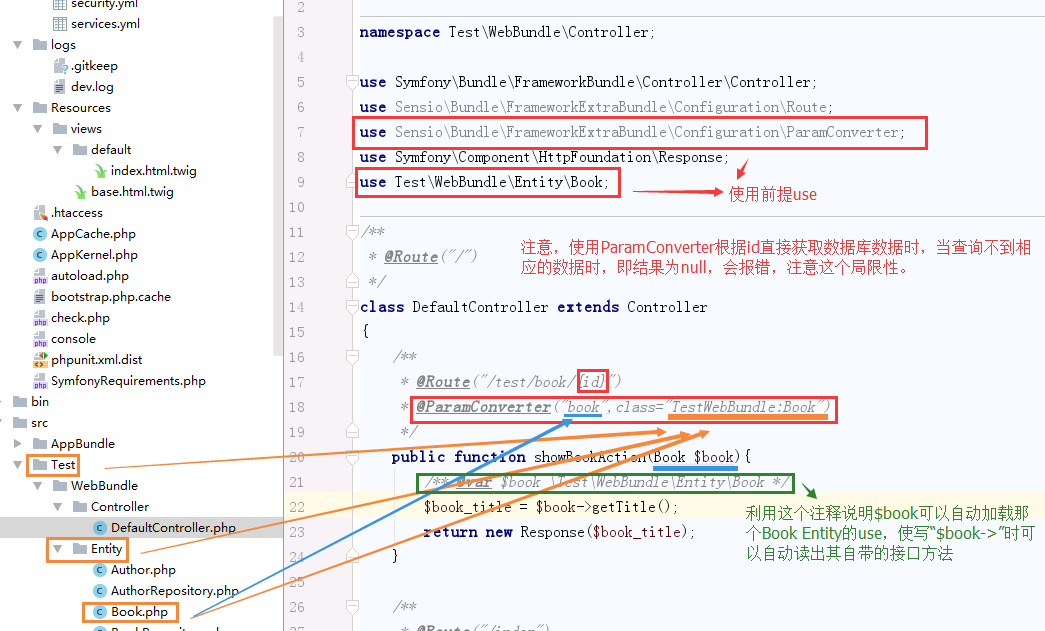 security.yml
services.yml
logs
.gitkeep
dev.log
Resources
views
default
index.html.twig
base.html.twig
.htaccess
AppCache.php
AppKernel.php
autoload.php
bootstrap.php.cache
check.php
console
phpunit.xml.dist
SymfonyRequirements.php
bin
src
AppBundle
Test
WebBundle
Controller
DefaultController.php
Entity
Author.php
AuthorRepository.php
Book.php
2
3 namespace Test\WebBundle\Controller;
4
5 use Symfony\Bundle\FrameworkBundle\Controller\Controller;
6 use Sensio\Bundle\FrameworkExtraBundle\Configuration\Route;
7 use Sensio\Bundle\FrameworkExtraBundle\Configuration\ParamConverter;
8 use Symfony\Component\HttpFoundation\Response;
9 use Test\WebBundle\Entity\Book;
使用前提use
10
11 /**
12 * @Route("/")
13 */
注意，使用ParamConverter根据id直接获取数据库数据时，当查询不到相
应的数据时，即结果为null，会报错，注意这个局限性。
14 class DefaultController extends Controller
15 {
16 /**
17 * @Route("/test/book/{id}")
18 * @ParamConverter("book",class="TestWebBundle:Book")
19 */
20 public function showBookAction(Book $book){
21 /** @var $book \Test\WebBundle\Entity\Book */
22 $book_title = $book->getTitle();
23 return new Response($book_title);
24 }
利用这个注释说明$book可以自动加载那
个Book Entity的use，使写“$book->”时可
以自动读出其自带的接口方法
25
26 /**
27 * @Route("/index")